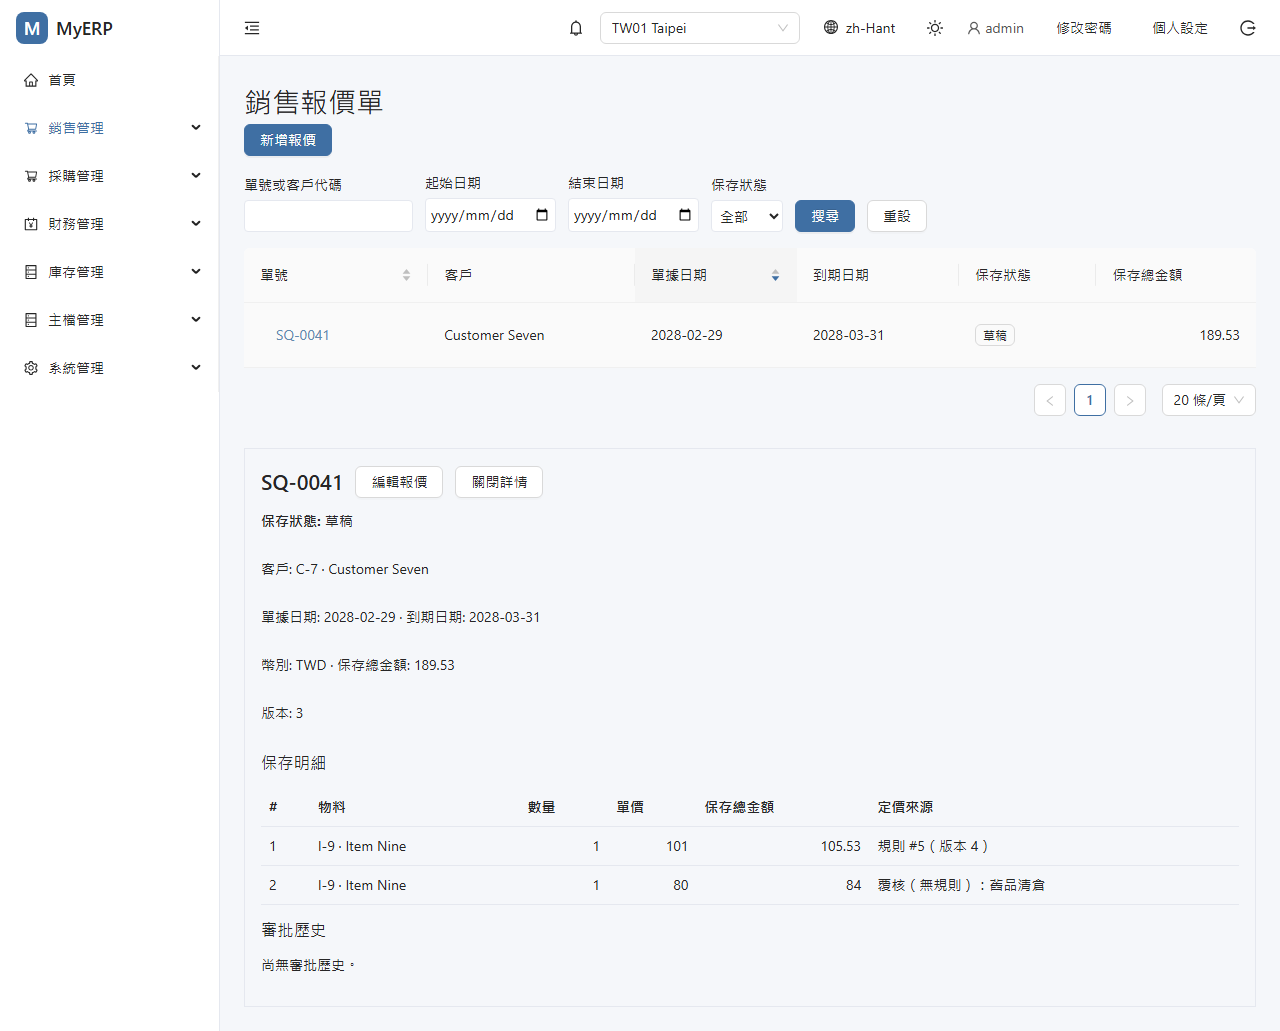 M MyERP
TW01 Taipei
zh-Hant
admin
修改密碼
個人設定
首頁
銷售管理
採購管理
財務管理
庫存管理
主檔管理
系統管理
銷售報價單
新增報價
單號或客戶代碼
起始日期
結束日期
保存狀態
yyyy/mm/dd
yyyy/mm/dd
全部
搜尋
重設
單號 客戶 單據日期 到期日期 保存狀態 保存總金額
SQ-0041 Customer Seven 2028-02-29 2028-03-31 草稿 189.53
< 1 > 20 條/頁
SQ-0041 編輯報價 關閉詳情
保存狀態: 草稿
客戶: C-7 · Customer Seven
單據日期: 2028-02-29 · 到期日期: 2028-03-31
幣別: TWD · 保存總金額: 189.53
版本: 3
保存明細
# 物料 數量 單價 保存總金額 定價來源
1 I-9 · Item Nine 1 101 105.53 規則 #5（版本 4）
2 I-9 · Item Nine 1 80 84 覆核（無規則）：舊品清倉
審批歷史
尚無審批歷史。